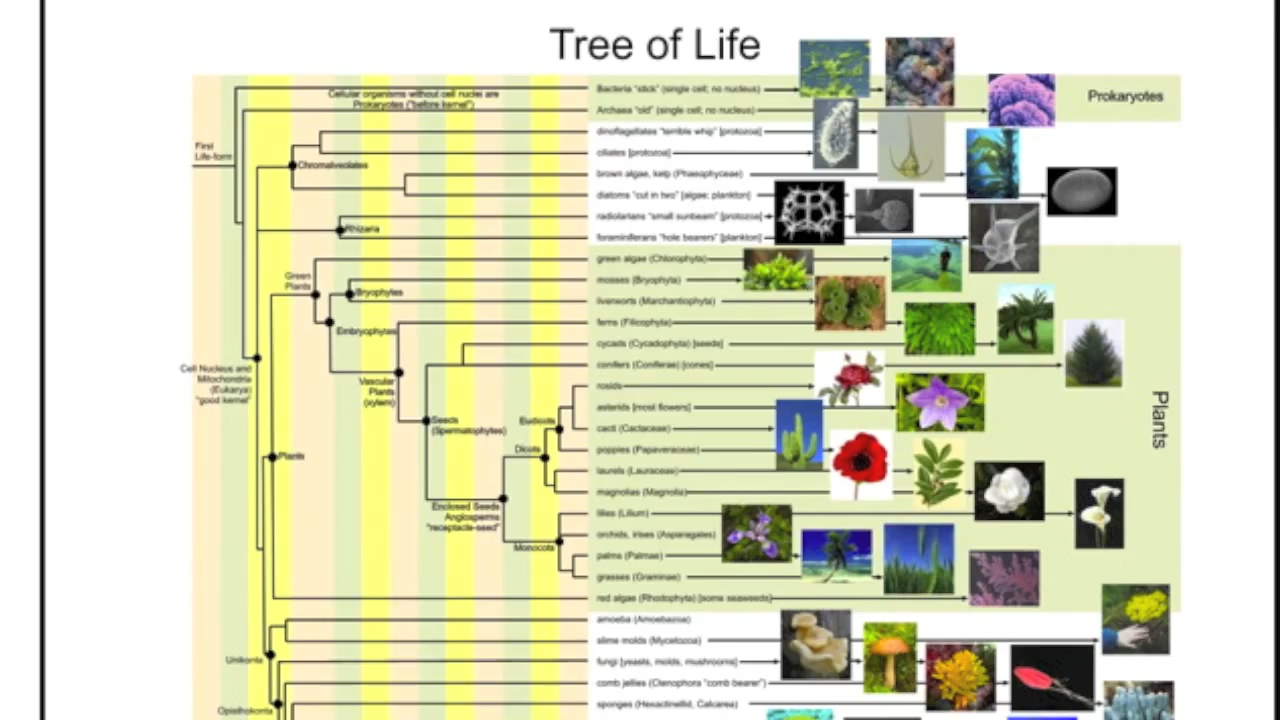 Tree of Life
Bacteria "stick" (single cell; no nucleus)
Cellular organisms without cell nuclei are
Prokaryotes ("before kernel")
Prokaryotes
Archaea "old" (single cell; no nucleus)
dinoflagellates "terrible whip" [protozoa]
First
Life-form
ciliates [protozoa]
Chromalveolates
brown algae, kelp (Phaeophyceae)
diatoms "cut in two" [algae; plankton]
radiolarians "small sunbeam" [protozoa]
Rhizaria
foraminiferans "hole bearers" [plankton]
green algae (Chlorophyta)
Green
Plants
mosses (Bryophyta)
Bryophytes
liverworts (Marchantiophyta)
ferns (Filicophyta)
Embryophytes
cycads (Cycadophyta) [seeds]
conifers (Coniferae) [cones]
Cell Nucleus and
Mitochondria
(Eukarya)
"good kernel"
Vascular
Plants
(xylem)
rosids
asterids [most flowers]
Plants
Seeds
(Spermatophytes)
Eudicots
cacti (Cactaceae)
Dicots
poppies (Papaveraceae)
Plants
laurels (Lauraceae)
magnolias (Magnolia)
Enclosed Seeds
Angiosperms
"receptacle-seed"
lilies (Lilium)
orchids, irises (Asparagales)
Monocots
palms (Palmae)
grasses (Graminae)
red algae (Rhodophyta) [some seaweeds]
amoeba (Amoebazoa)
slime molds (Mycetozoa)
Unikonta
fungi [yeasts, molds, mushrooms]
comb jellies (Ctenophora "comb bearer")
sponges (Hexactinellid, Calcarea)
Opisthokonta